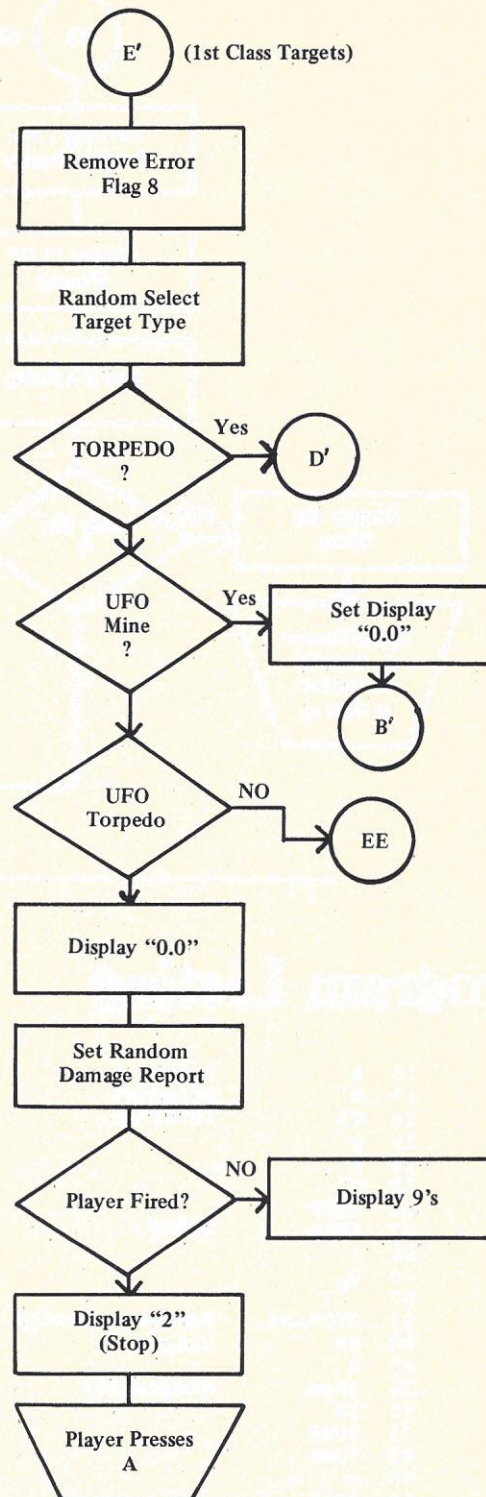 E'
(1st Class Targets)
Remove Error
Flag 8
Random Select
Target Type
TORPEDO
?
Yes
D'
UFO
Mine
?
Yes
Set Display
“0.0”
B'
UFO
Torpedo
NO
EE
Display “0.0”
Set Random
Damage Report
Player Fired?
NO
Display 9's
Display “2”
(Stop)
Player Presses
A